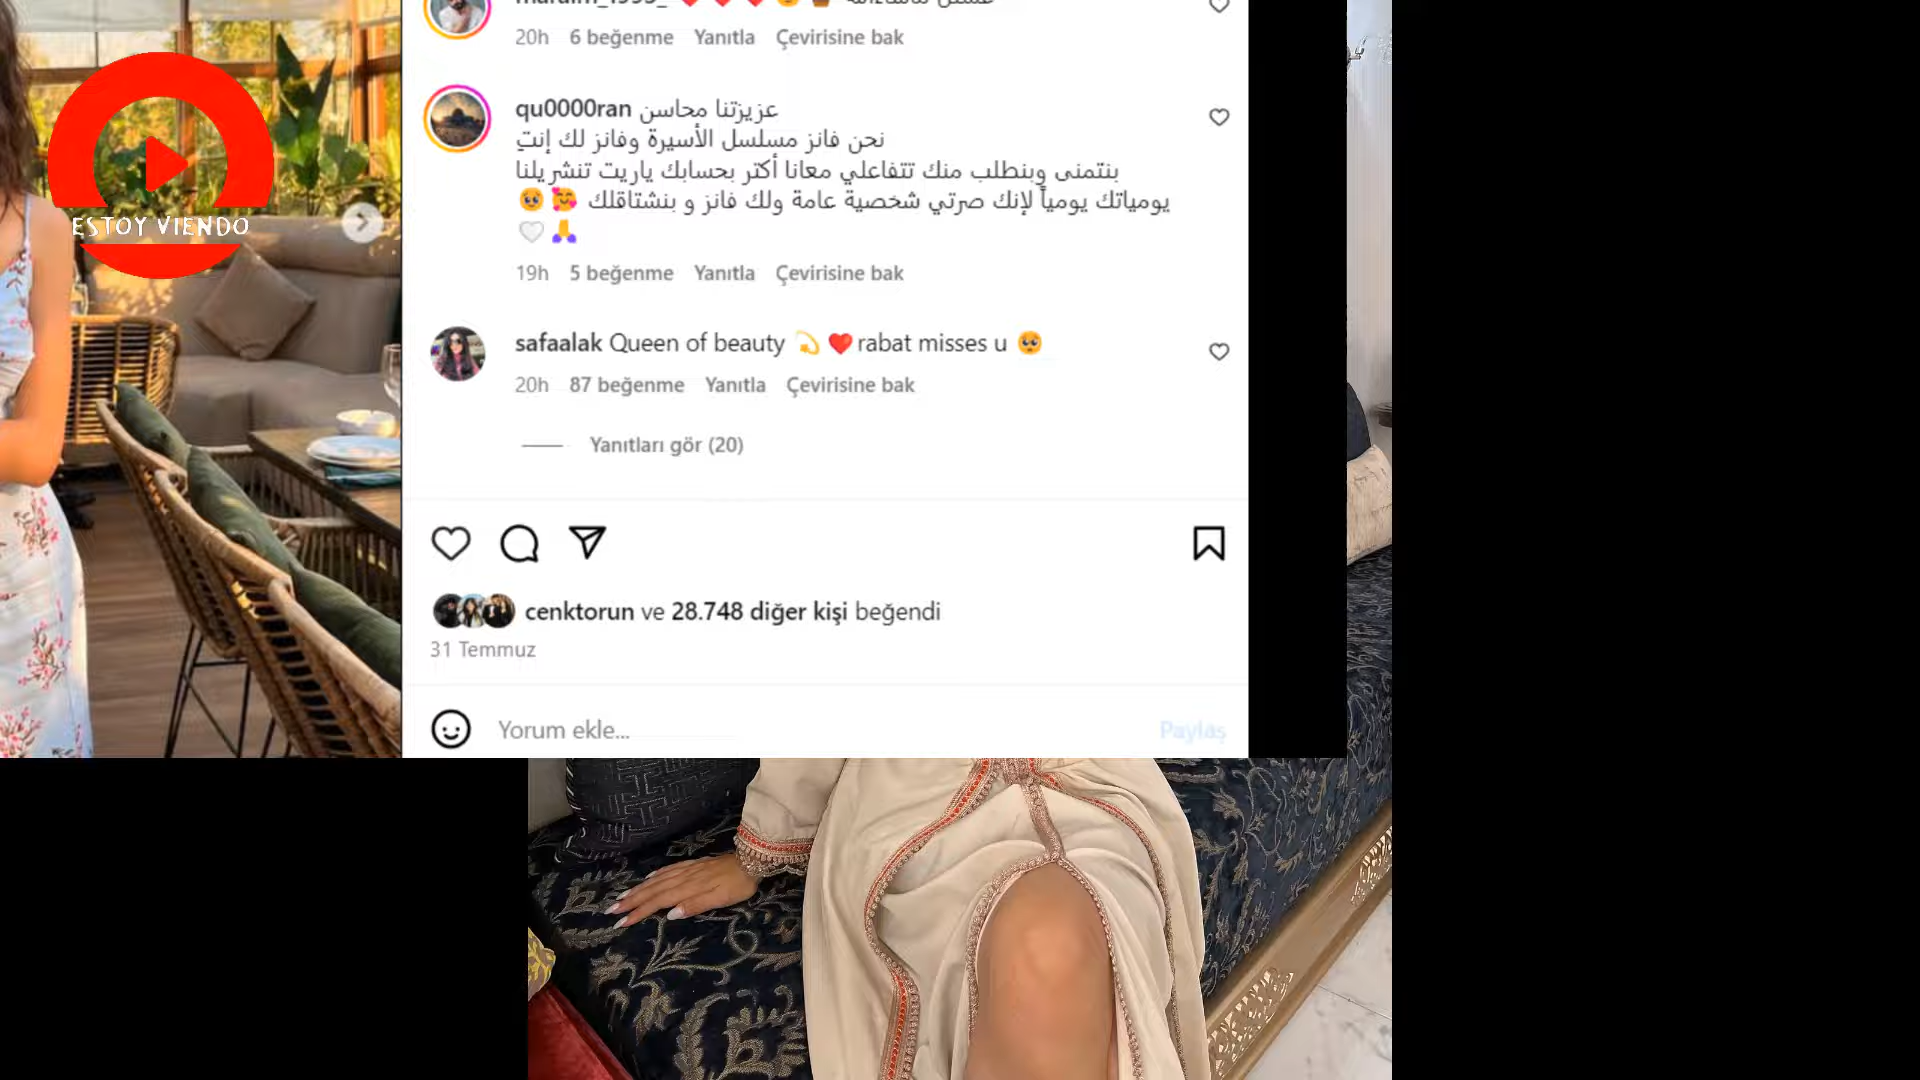 20h 6 beğenme Yanıtla Çevirisine bak
qu0000ran عزيزتنا محاسن
نحن فانز مسلسل الأسيرة وفانز لك إنتِ
بنتمنى وبنطلب منك تتفاعلي معانا أكتر بحسابك ياريت تنشريلنا
يومياتك يومياً لإنك صرتي شخصية عامة ولك فانز و بنشتاقلك 🥰🥹
🙏🤍
19h 5 beğenme Yanıtla Çevirisine bak
safaalak Queen of beauty 💫❤️rabat misses u 🥺
20h 87 beğenme Yanıtla Çevirisine bak
Yanıtları gör (20)
cenktorun ve 28.748 diğer kişi beğendi
31 Temmuz
Yorum ekle...
Paylaş
ESTOY VIENDO